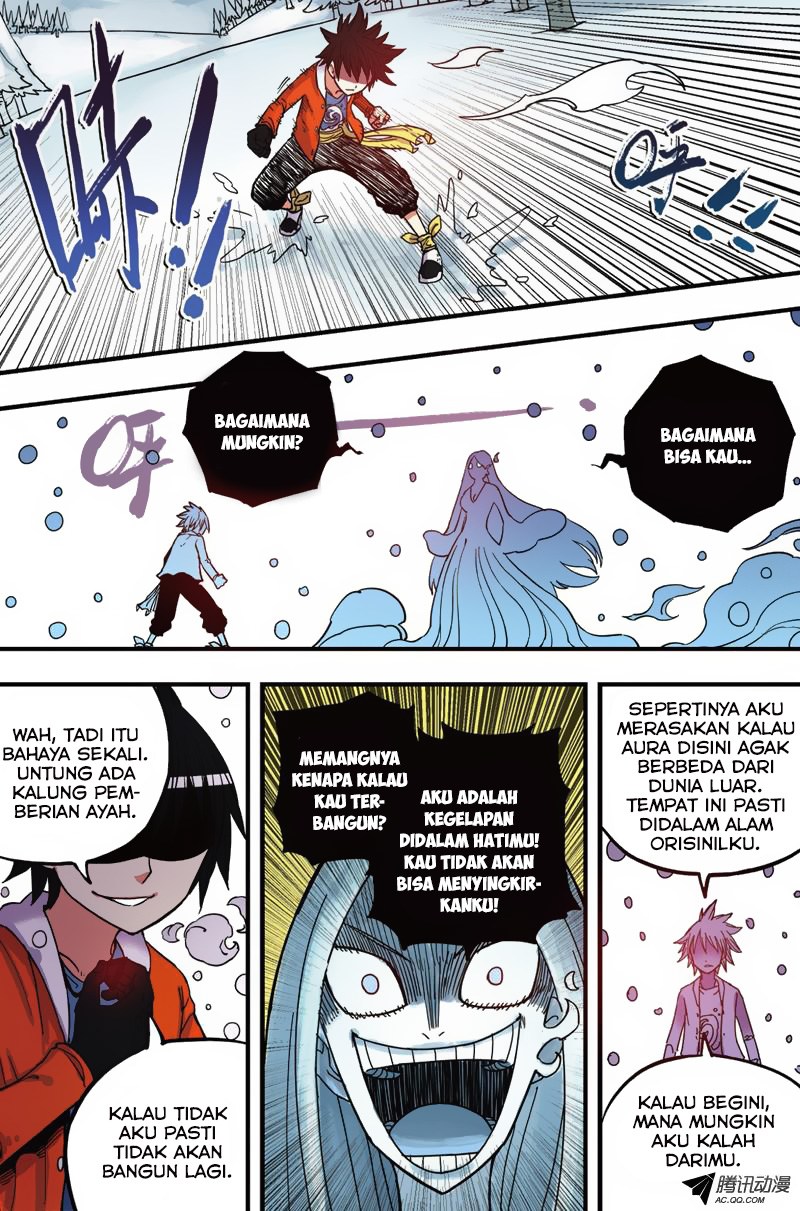 咔!!
呼!!
呼
BAGAIMANA
MUNGKIN?
BAGAIMANA
BISA KAU...
WAH, TADI ITU
BAHAYA SEKALI.
UNTUNG ADA
KALUNG PEM-
BERIAN AYAH.
KALAU TIDAK
AKU PASTI
TIDAK AKAN
BANGUN LAGI.
MEMANGNYA
KENAPA KALAU
KAU TER-
BANGUN?
AKU ADALAH
KEGELAPAN
DIDALAM HATIMU!
KAU TIDAK AKAN
BISA MENYINGKIR-
KANKU!
SEPERTINYA AKU
MERASAKAN KALAU
AURA DISINI AGAK
BERBEDA DARI
DUNIA LUAR.
TEMPAT INI PASTI
DIDALAM ALAM
ORISINILKU.
KALAU BEGINI,
MANA MUNGKIN
AKU KALAH
DARIMU.
腾讯动漫
AC.QQ.COM